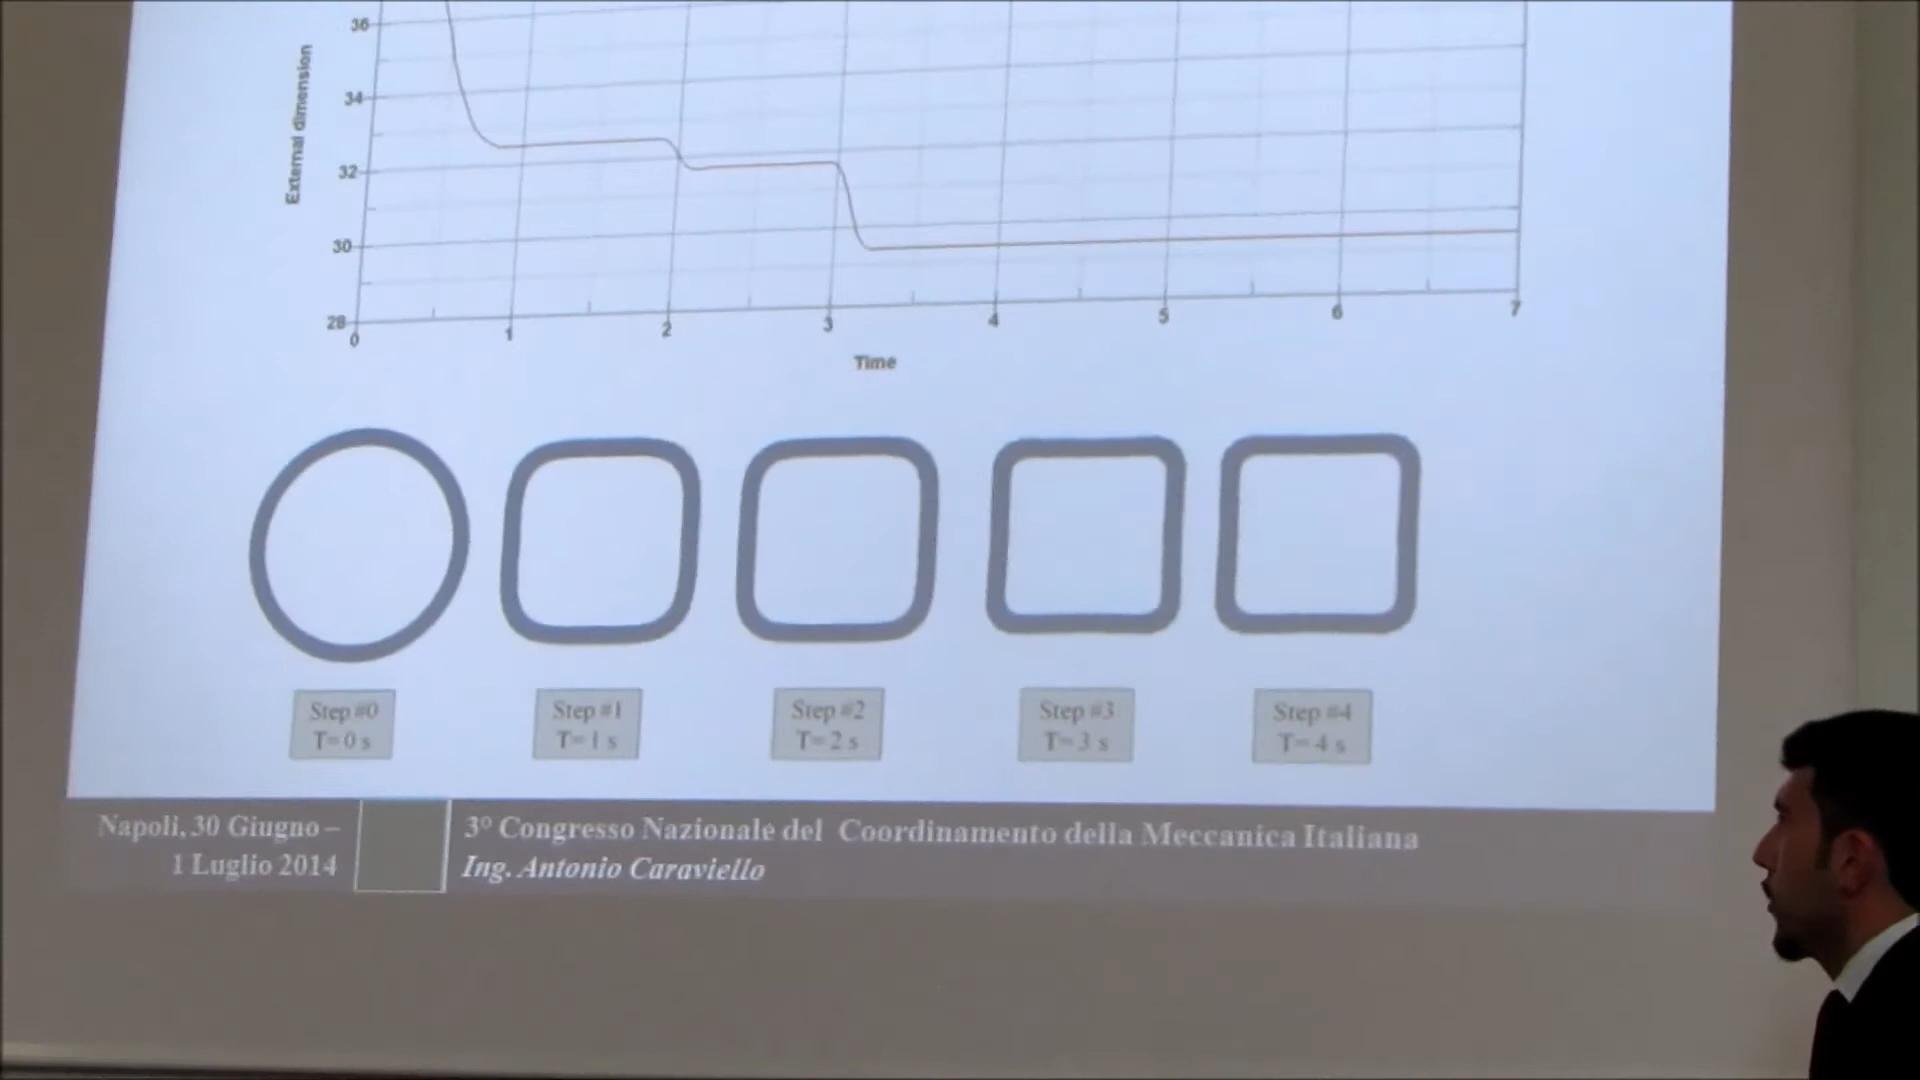 36
34
32
30
28
External dimension
0 1 2 3 4 5 6 7
Time
Step #0
T= 0 s
Step #1
T= 1 s
Step #2
T= 2 s
Step #3
T= 3 s
Step #4
T= 4 s
Napoli, 30 Giugno –
1 Luglio 2014
3° Congresso Nazionale del Coordinamento della Meccanica Italiana
Ing. Antonio Caraviello